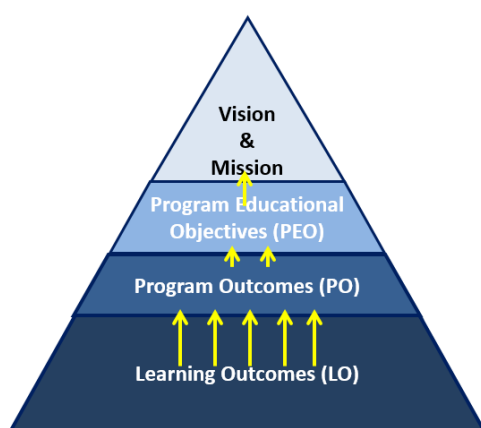 Vision
&
Mission
Program Educational
Objectives (PEO)
Program Outcomes (PO)
Learning Outcomes (LO)